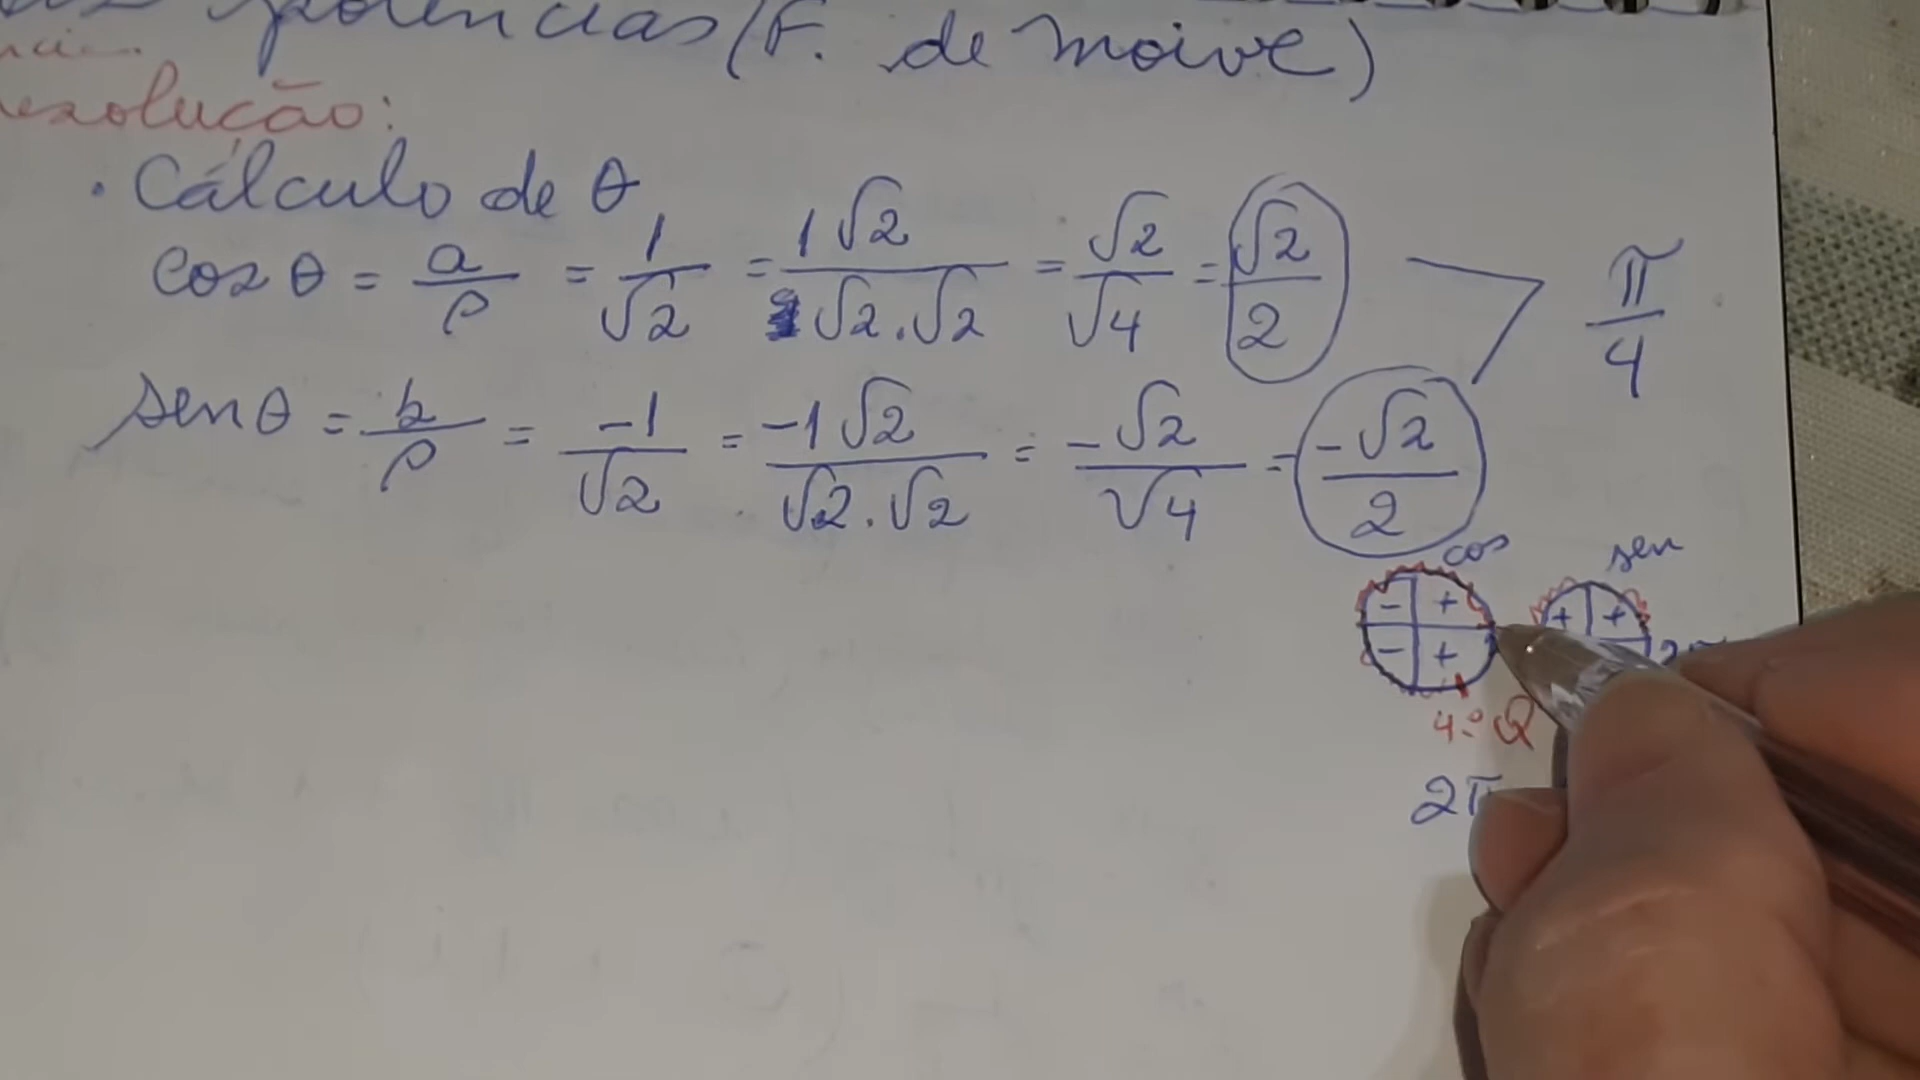 potências (F. de moivre)
resolução:
• Cálculo de θ
cos θ = a/ρ = 1/√2 = 1√2/√2.√2 = √2/√4 = √2/2
π/4
sen θ = b/ρ = -1/√2 = -1√2/√2.√2 = -√2/√4 = -√2/2
cos sen
- + + +
- +
4º Q
2π